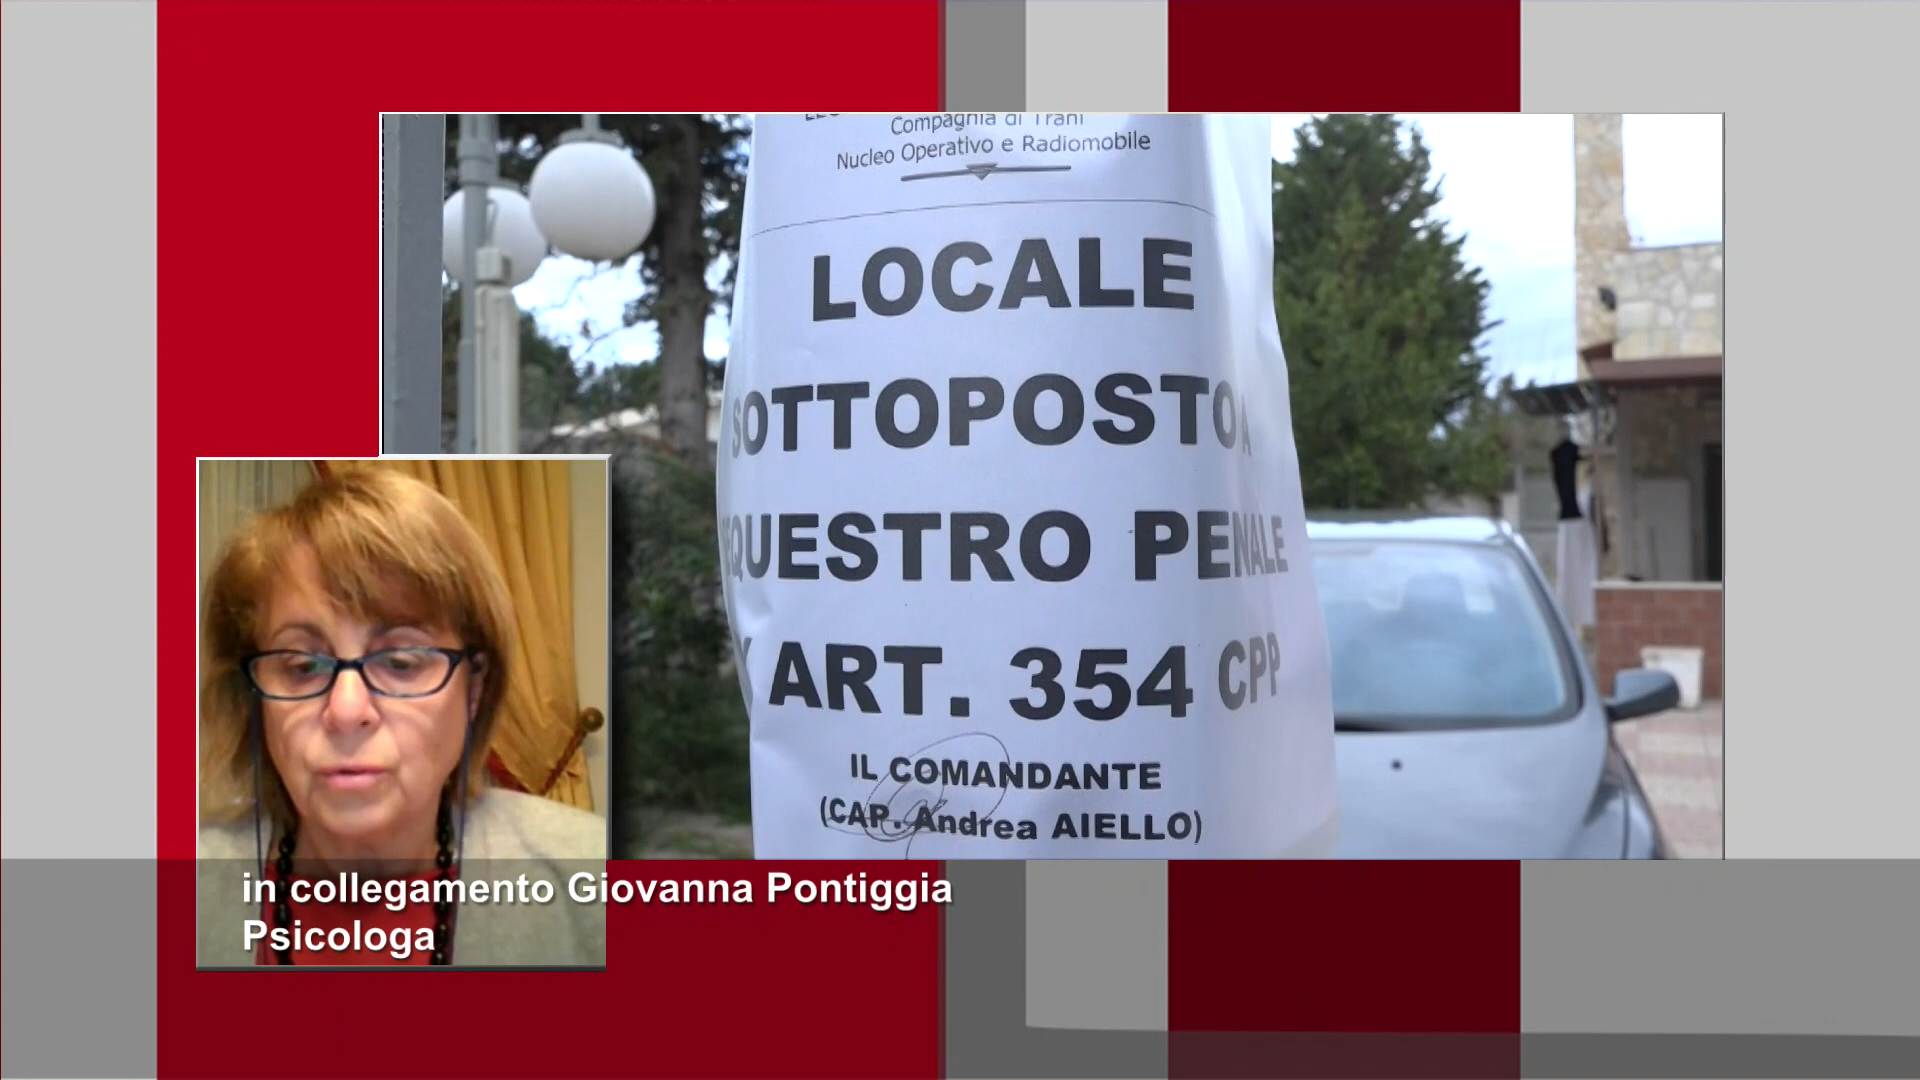 Compagnia di Trani
Nucleo Operativo e Radiomobile
LOCALE
SOTTOPOSTO A
EQUESTRO PENALE
X ART. 354 CPP
IL COMANDANTE
(CAP. Andrea AIELLO)
in collegamento Giovanna Pontiggia
Psicologa